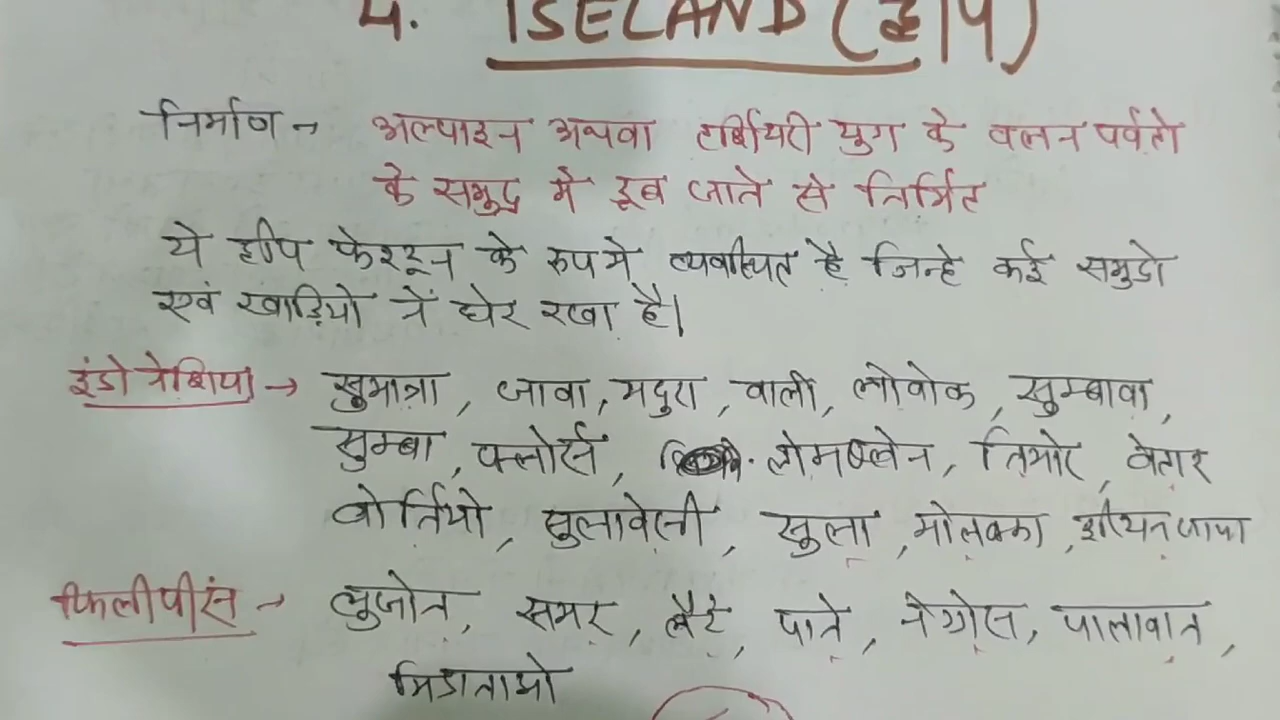 4. ISELAND (द्वीप)
निर्माण → अल्पाइन अथवा टर्शियरी युग के वलन पर्वतो
के समुद्र मे डूब जाने से निर्मित
ये द्वीप फेस्टून के रुप मे व्यवस्थित है जिन्हे कई समुद्रो
एवं खाड़ियो ने घेर रखा है।
इंडोनेशिया → सुमात्रा, जावा, मदुरा, वाली, लोंवोक, सुम्बावा,
सुम्बा, फ्लोर्स, लोमब्लेन, तिमोर, वेतार
वोर्नियो, सुलावेसी, सुला, मोलक्का, इरियन जाया
फिलीपींस → लुजोन, समर, लैटे, पाने, नेग्रोस, पालावान,
मिंडानाओ